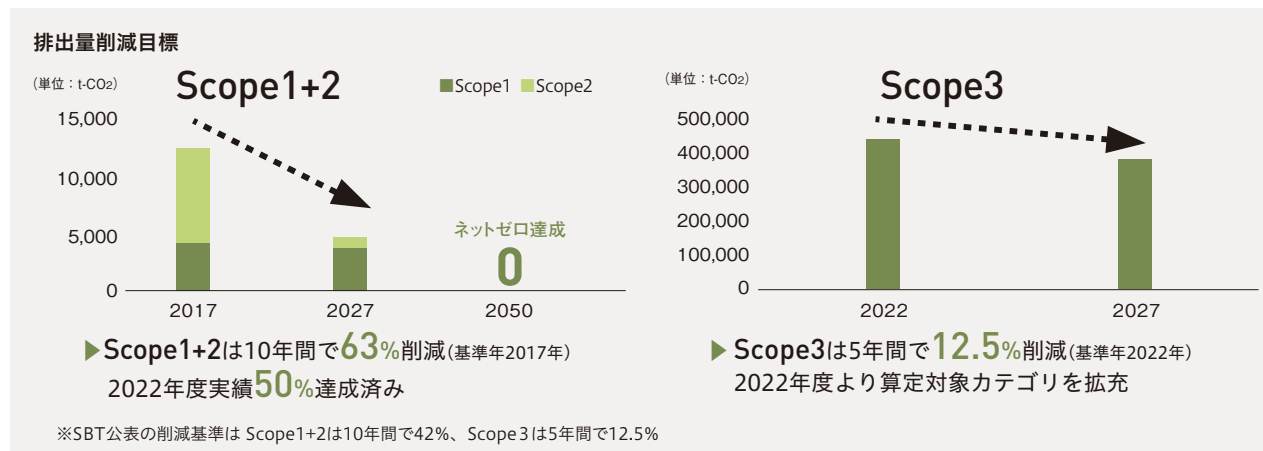 排出量削減目標
(単位：t-CO2)
Scope1+2
■Scope1 ■Scope2
15,000
10,000
5,000
0
ネットゼロ達成
0
2017 2027 2050
▶Scope1+2は10年間で63%削減(基準年2017年)
2022年度実績50%達成済み
(単位：t-CO2)
Scope3
500,000
400,000
300,000
200,000
100,000
0
2022 2027
▶Scope3は5年間で12.5%削減(基準年2022年)
2022年度より算定対象カテゴリを拡充
※SBT公表の削減基準は Scope1+2は10年間で42%、Scope3は5年間で12.5%